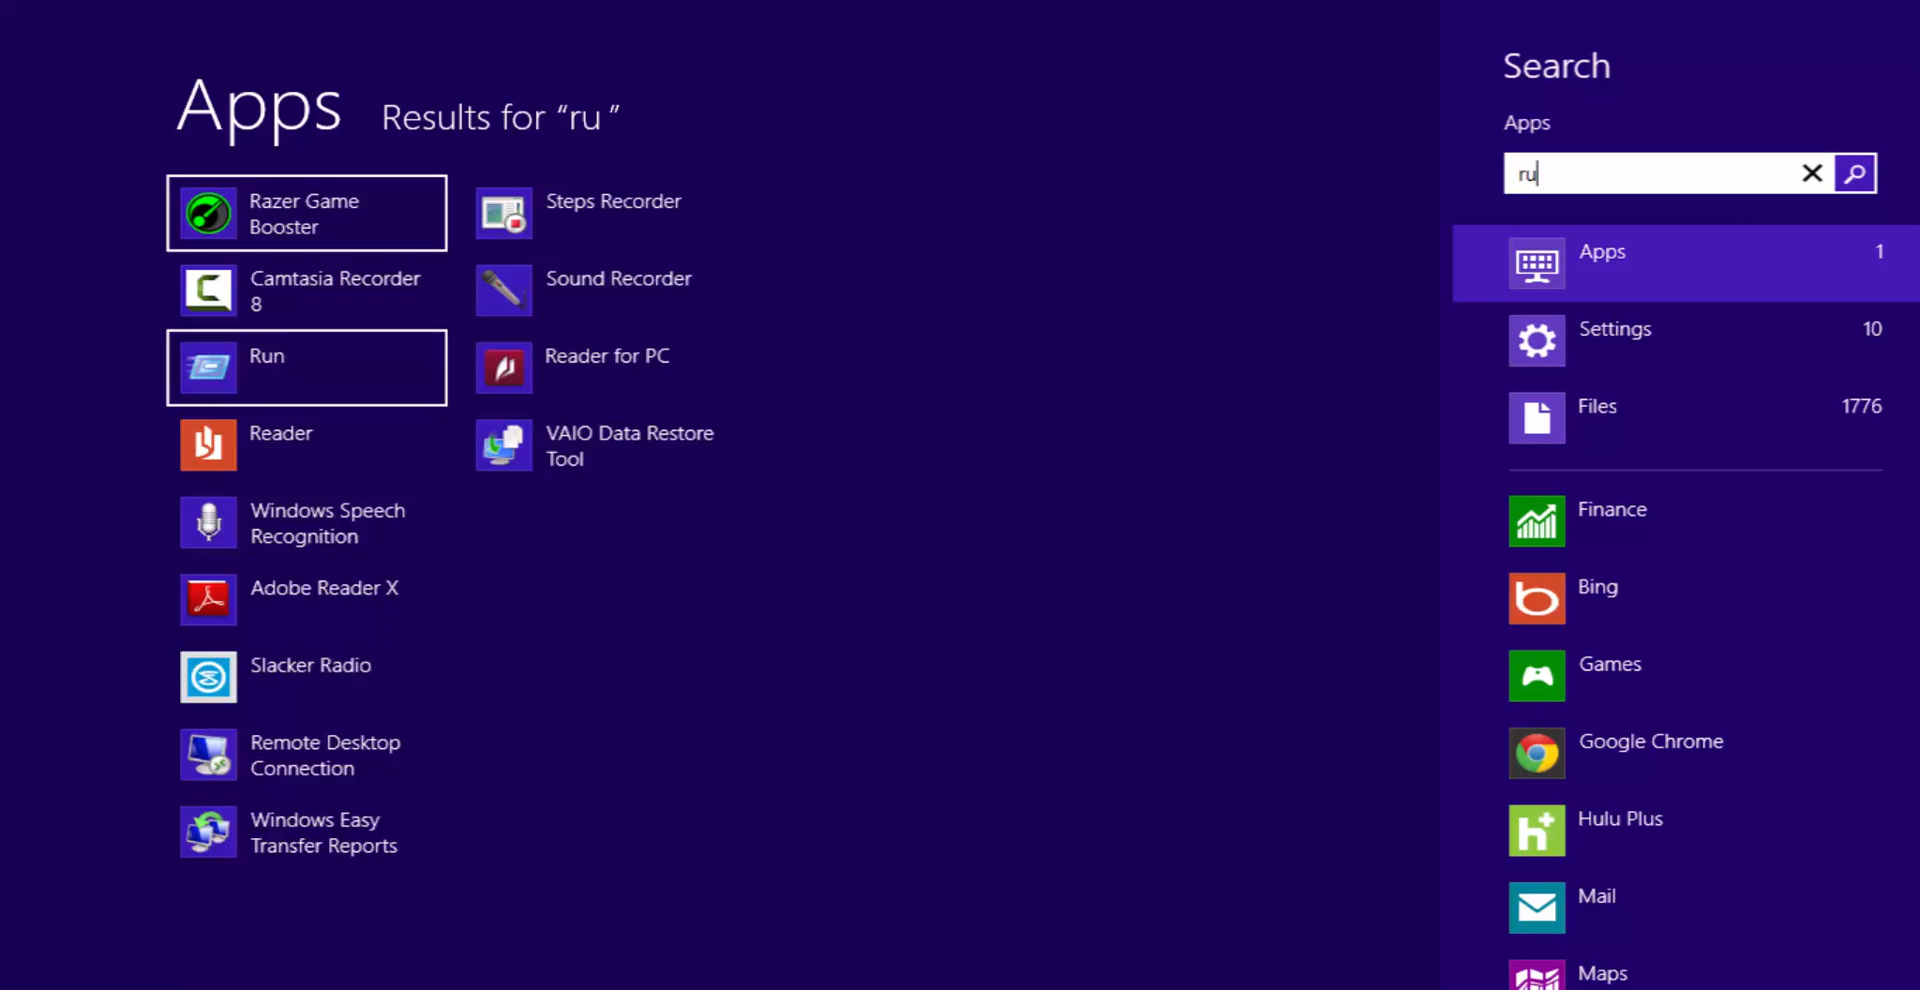 Apps Results for “ru ”
Razer Game
Booster
Camtasia Recorder
8
Run
Reader
Windows Speech
Recognition
Adobe Reader X
Slacker Radio
Remote Desktop
Connection
Windows Easy
Transfer Reports
Steps Recorder
Sound Recorder
Reader for PC
VAIO Data Restore
Tool
Search
Apps
ru
Apps 1
Settings 10
Files 1776
Finance
Bing
Games
Google Chrome
Hulu Plus
Mail
Maps